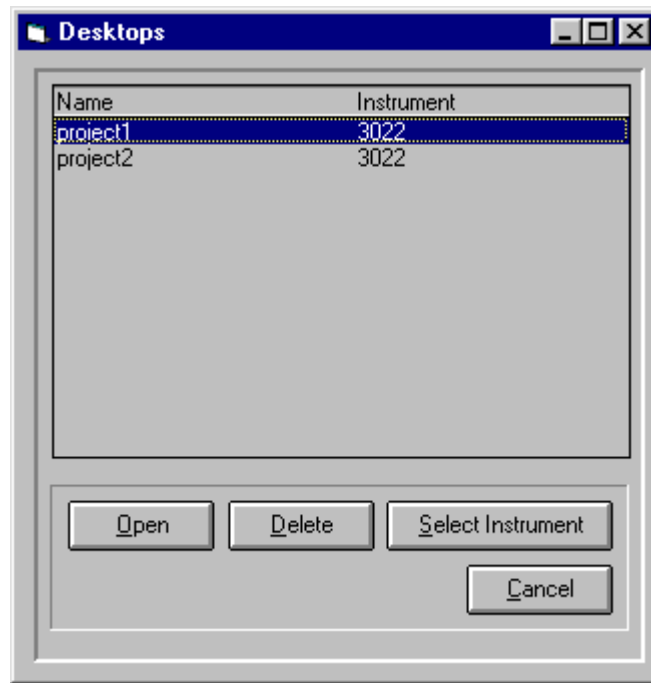 Desktops
Name Instrument
project1 3022
project2 3022
Open Delete Select Instrument
Cancel